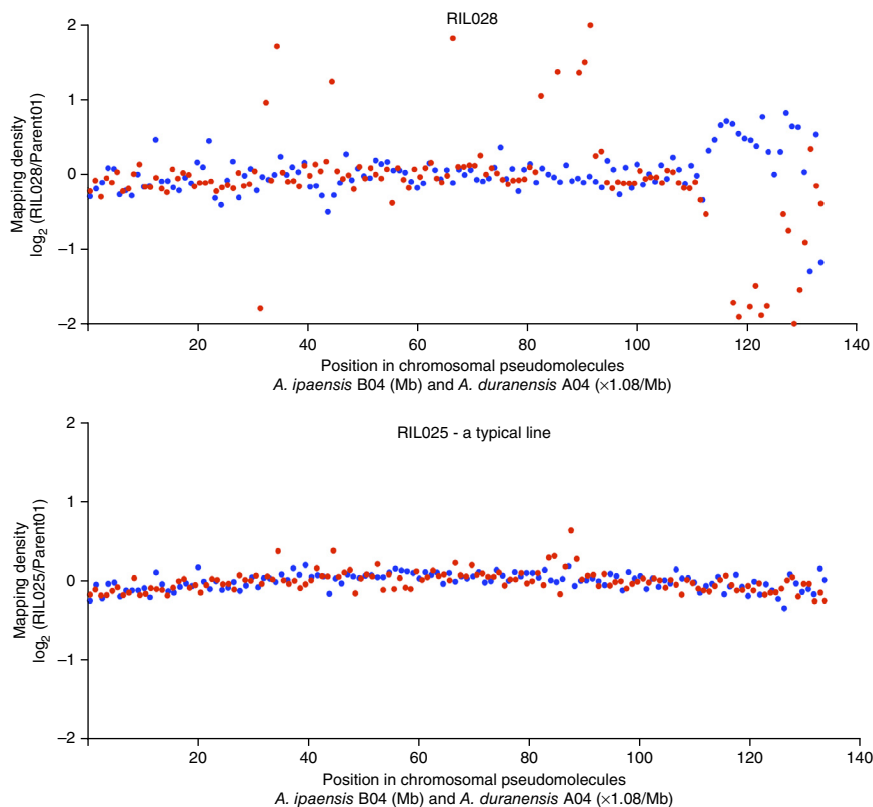 RIL028
Mapping density
log₂ (RIL028/Parent01)
2
1
0
–1
–2
20
40
60
80
100
120
140
Position in chromosomal pseudomolecules
A. ipaensis B04 (Mb) and A. duranensis A04 (×1.08/Mb)
RIL025 - a typical line
Mapping density
log₂ (RIL025/Parent01)
2
1
0
–1
–2
20
40
60
80
100
120
140
Position in chromosomal pseudomolecules
A. ipaensis B04 (Mb) and A. duranensis A04 (×1.08/Mb)